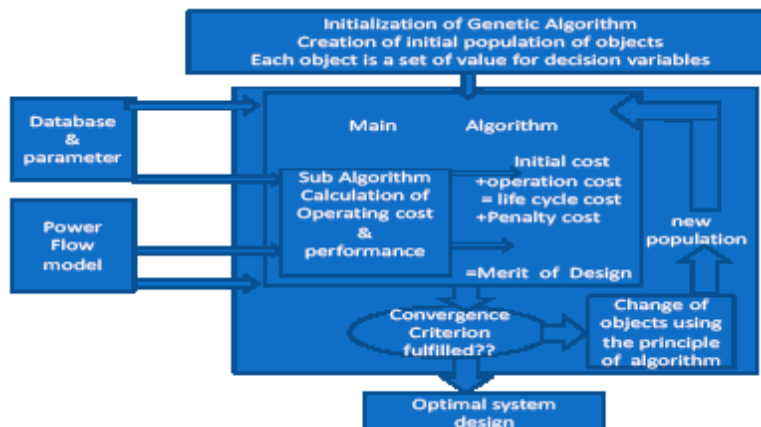 Initialization of Genetic Algorithm
Creation of initial population of objects
Each object is a set of value for decision variables
Database
&
parameter
Main Algorithm
Sub Algorithm
Calculation of
Operating cost
&
performance
Initial cost
+operation cost
= life cycle cost
+Penalty cost
=Merit of Design
Power
Flow
model
new
population
Convergence
Criterion
fulfilled??
Change of
objects using
the principle
of algorithm
Optimal system
design